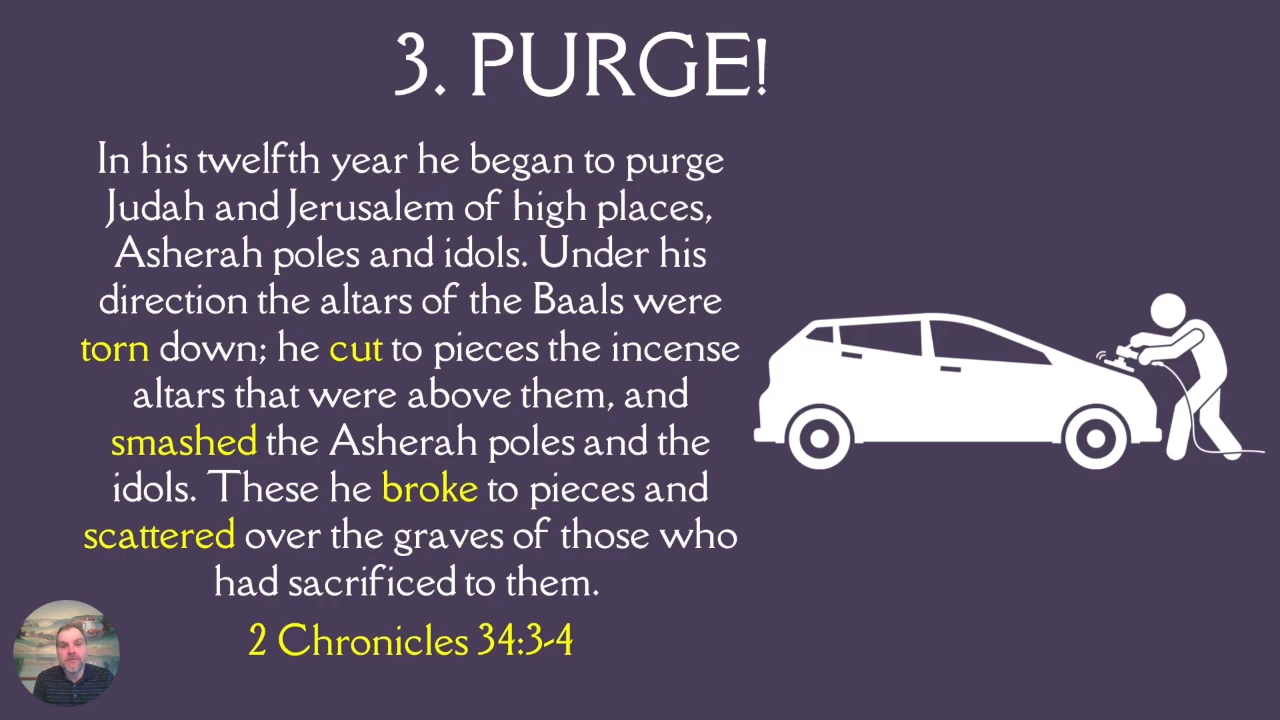 3. PURGE!
In his twelfth year he began to purge
Judah and Jerusalem of high places,
Asherah poles and idols. Under his
direction the altars of the Baals were
torn down; he cut to pieces the incense
altars that were above them, and
smashed the Asherah poles and the
idols. These he broke to pieces and
scattered over the graves of those who
had sacrificed to them.
2 Chronicles 34:3-4